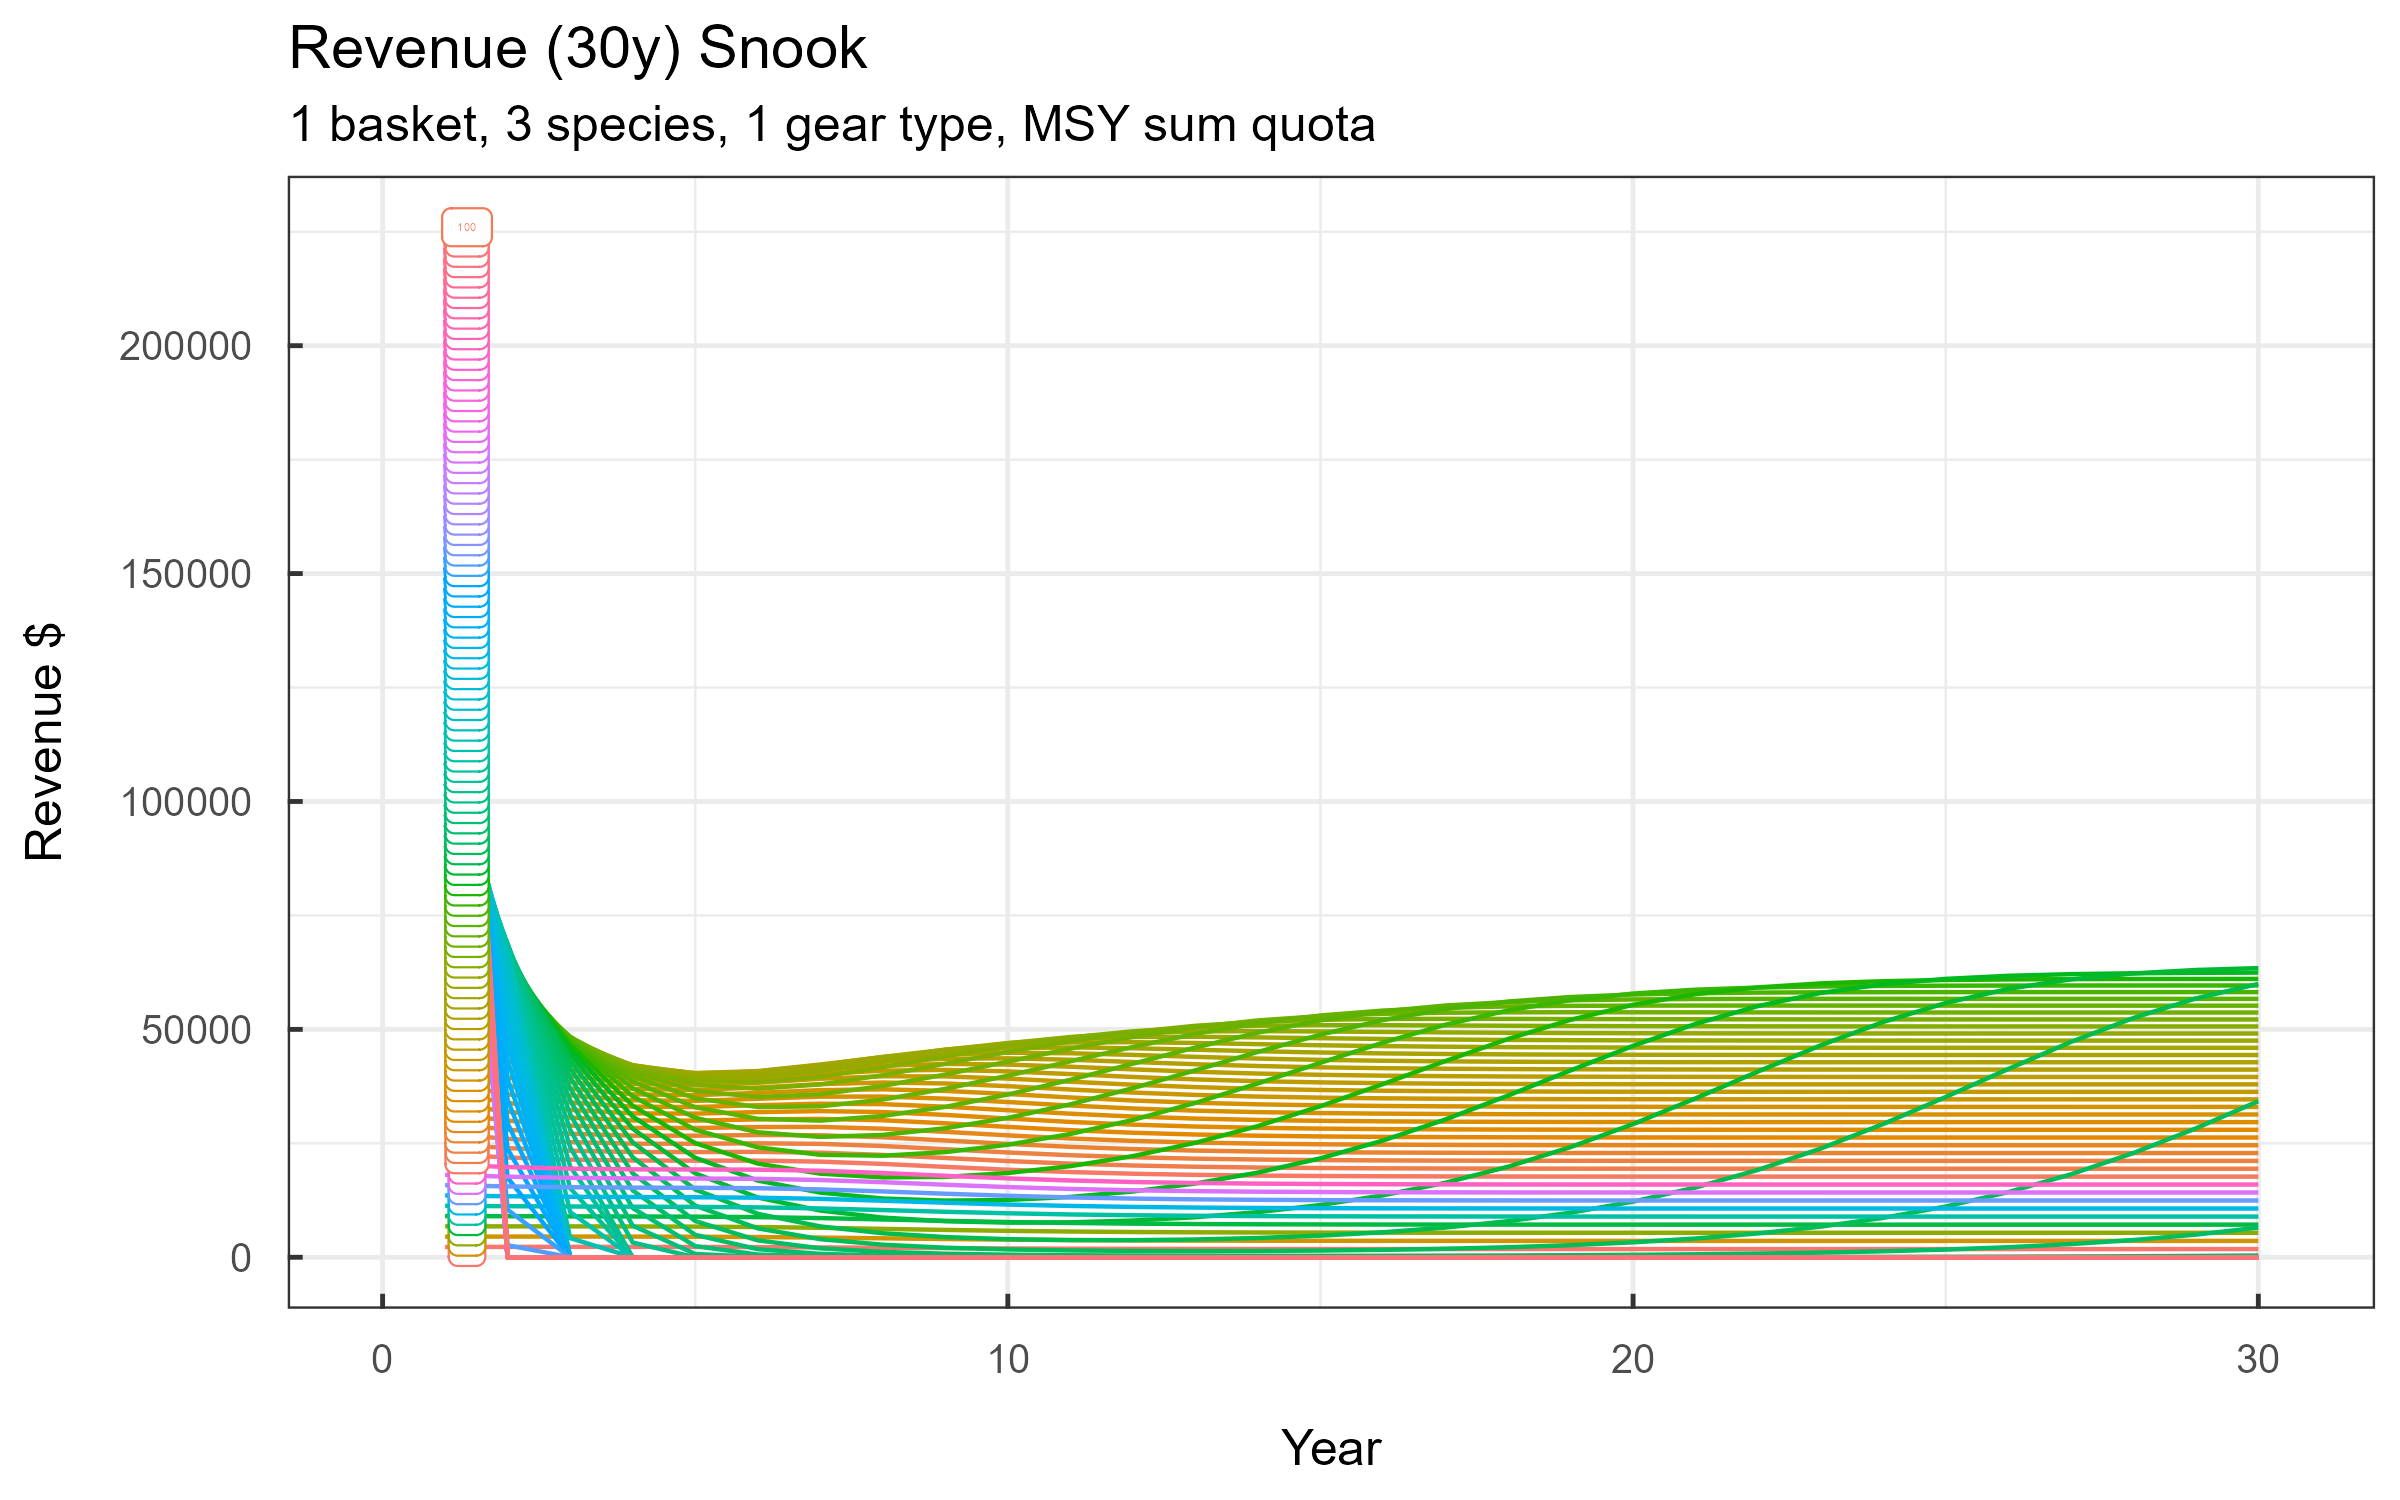 Revenue (30y) Snook
1 basket, 3 species, 1 gear type, MSY sum quota
100
200000
150000
100000
50000
0
Revenue $
0 10 20 30
Year